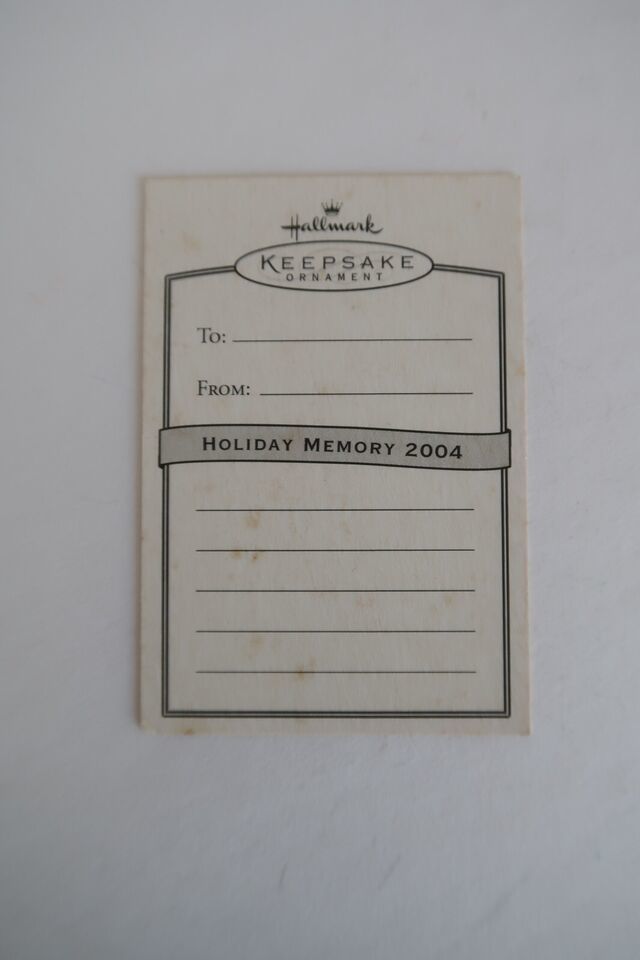 Hallmark
KEEPSAKE
ORNAMENT
TO:
FROM:
HOLIDAY MEMORY 2004